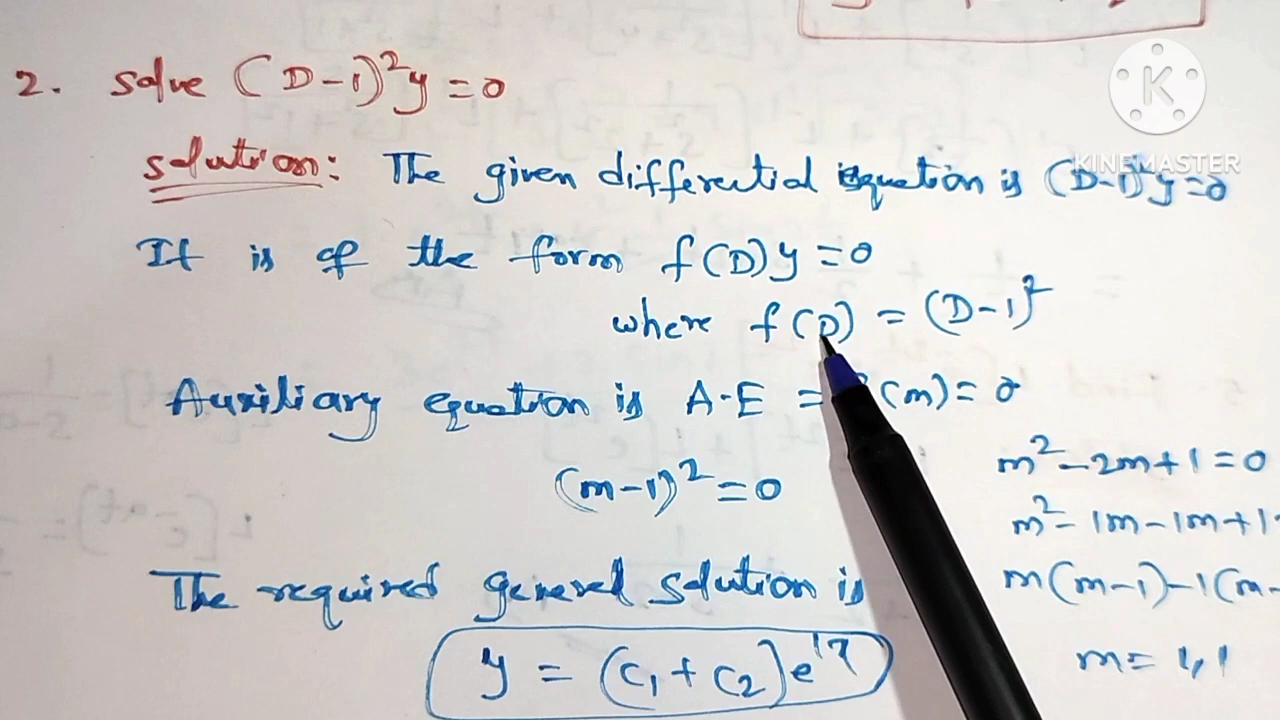 2. solve (D-1)²y=0
KINEMASTER
solution: The given differential equation is (D-1)²y=0
It is of the form f(D)y=0
where f(D) = (D-1)²
Auxiliary equation is A.E = (m)=0
(m-1)²=0
m²-2m+1=0
m²-1m-1m+1
The required general solution is
m(m-1)-1(m-
y = (c₁+c₂)e¹ˣ
m=1,1